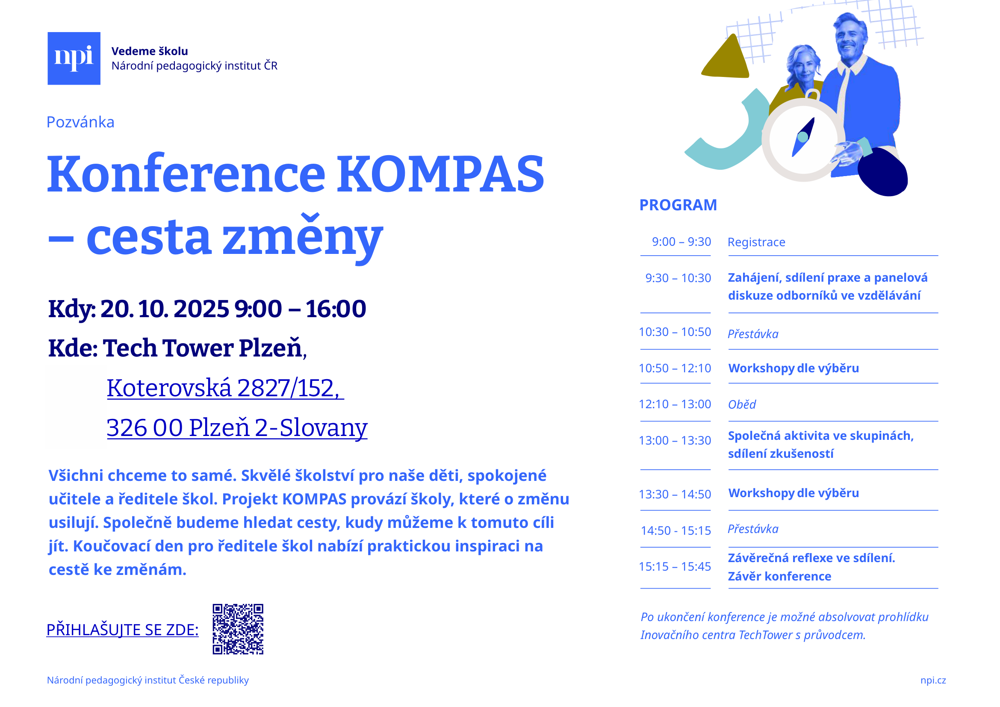 npi
Vedeme školu
Národní pedagogický institut ČR
Pozvánka
Konference KOMPAS
– cesta změny
Kdy: 20. 10. 2025 9:00 – 16:00
Kde: Tech Tower Plzeň,
Koterovská 2827/152,
326 00 Plzeň 2-Slovany
Všichni chceme to samé. Skvělé školství pro naše děti, spokojené
učitele a ředitele škol. Projekt KOMPAS provází školy, které o změnu
usilují. Společně budeme hledat cesty, kudy můžeme k tomuto cíli
jít. Koučovací den pro ředitele škol nabízí praktickou inspiraci na
cestě ke změnám.
PŘIHLAŠUJTE SE ZDE:
PROGRAM
9:00 – 9:30 Registrace
9:30 – 10:30 Zahájení, sdílení praxe a panelová
diskuze odborníků ve vzdělávání
10:30 – 10:50 Přestávka
10:50 – 12:10 Workshopy dle výběru
12:10 – 13:00 Oběd
13:00 – 13:30 Společná aktivita ve skupinách,
sdílení zkušeností
13:30 – 14:50 Workshopy dle výběru
14:50 - 15:15 Přestávka
15:15 – 15:45 Závěrečná reflexe ve sdílení.
Závěr konference
Po ukončení konference je možné absolvovat prohlídku
Inovačního centra TechTower s průvodcem.
Národní pedagogický institut České republiky
npi.cz